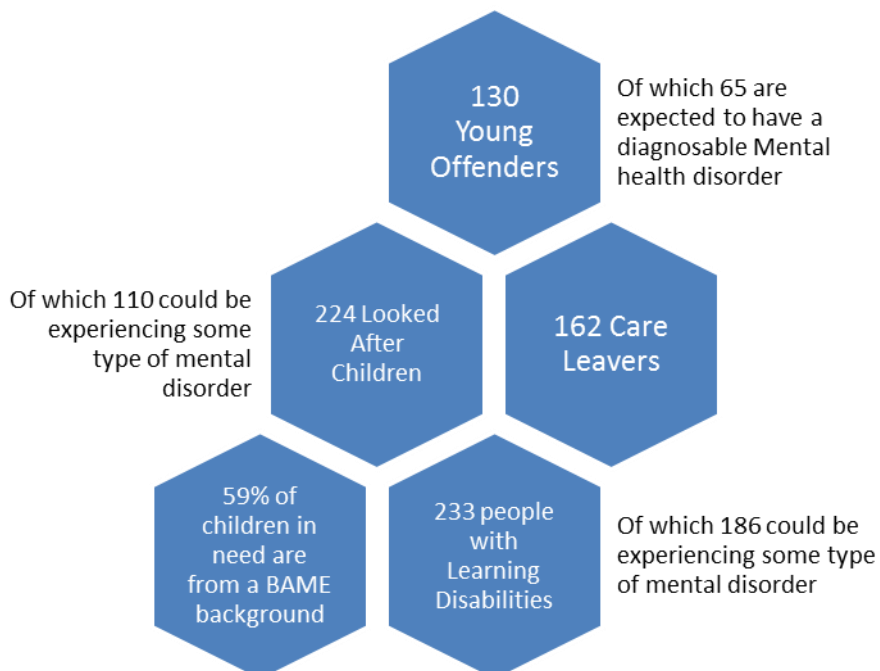 130
Young
Offenders
Of which 65 are
expected to have a
diagnosable Mental
health disorder
Of which 110 could be
experiencing some
type of mental
disorder
224 Looked
After
Children
162 Care
Leavers
59% of
children in
need are
from a BAME
background
233 people
with
Learning
Disabilities
Of which 186 could be
experiencing some type
of mental disorder